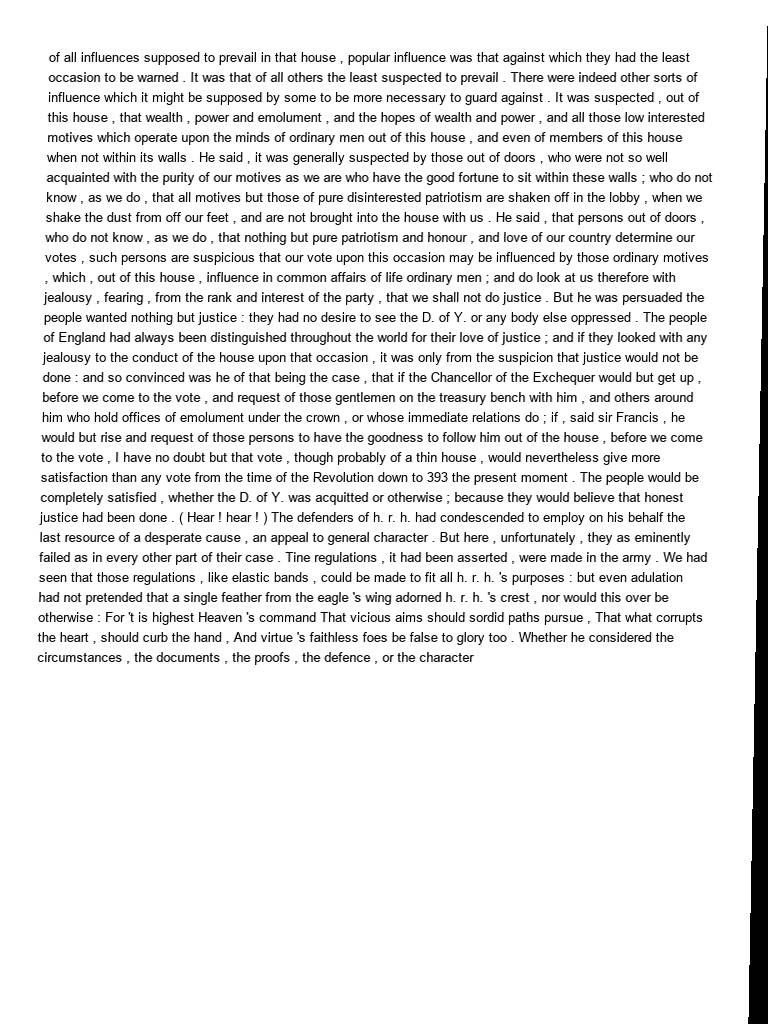 of all influences supposed to prevail in that house , popular influence was that against which they had the least
occasion to be warned . It was that of all others the least suspected to prevail . There were indeed other sorts of
influence which it might be supposed by some to be more necessary to guard against . It was suspected , out of
this house , that wealth , power and emolument , and the hopes of wealth and power , and all those low interested
motives which operate upon the minds of ordinary men out of this house , and even of members of this house
when not within its walls . He said , it was generally suspected by those out of doors , who were not so well
acquainted with the purity of our motives as we are who have the good fortune to sit within these walls ; who do not
know , as we do , that all motives but those of pure disinterested patriotism are shaken off in the lobby , when we
shake the dust from off our feet , and are not brought into the house with us . He said , that persons out of doors ,
who do not know , as we do , that nothing but pure patriotism and honour , and love of our country determine our
votes , such persons are suspicious that our vote upon this occasion may be influenced by those ordinary motives
, which , out of this house , influence in common affairs of life ordinary men ; and do look at us therefore with
jealousy , fearing , from the rank and interest of the party , that we shall not do justice . But he was persuaded the
people wanted nothing but justice : they had no desire to see the D. of Y. or any body else oppressed . The people
of England had always been distinguished throughout the world for their love of justice ; and if they looked with any
jealousy to the conduct of the house upon that occasion , it was only from the suspicion that justice would not be
done : and so convinced was he of that being the case , that if the Chancellor of the Exchequer would but get up ,
before we come to the vote , and request of those gentlemen on the treasury bench with him , and others around
him who hold offices of emolument under the crown , or whose immediate relations do ; if , said sir Francis , he
would but rise and request of those persons to have the goodness to follow him out of the house , before we come
to the vote , I have no doubt but that vote , though probably of a thin house , would nevertheless give more
satisfaction than any vote from the time of the Revolution down to 393 the present moment . The people would be
completely satisfied , whether the D. of Y. was acquitted or otherwise ; because they would believe that honest
justice had been done . ( Hear ! hear ! ) The defenders of h. r. h. had condescended to employ on his behalf the
last resource of a desperate cause , an appeal to general character . But here , unfortunately , they as eminently
failed as in every other part of their case . Tine regulations , it had been asserted , were made in the army . We had
seen that those regulations , like elastic bands , could be made to fit all h. r. h. 's purposes : but even adulation
had not pretended that a single feather from the eagle 's wing adorned h. r. h. 's crest , nor would this over be
otherwise : For 't is highest Heaven 's command That vicious aims should sordid paths pursue , That what corrupts
the heart , should curb the hand , And virtue 's faithless foes be false to glory too . Whether he considered the
circumstances , the documents , the proofs , the defence , or the character